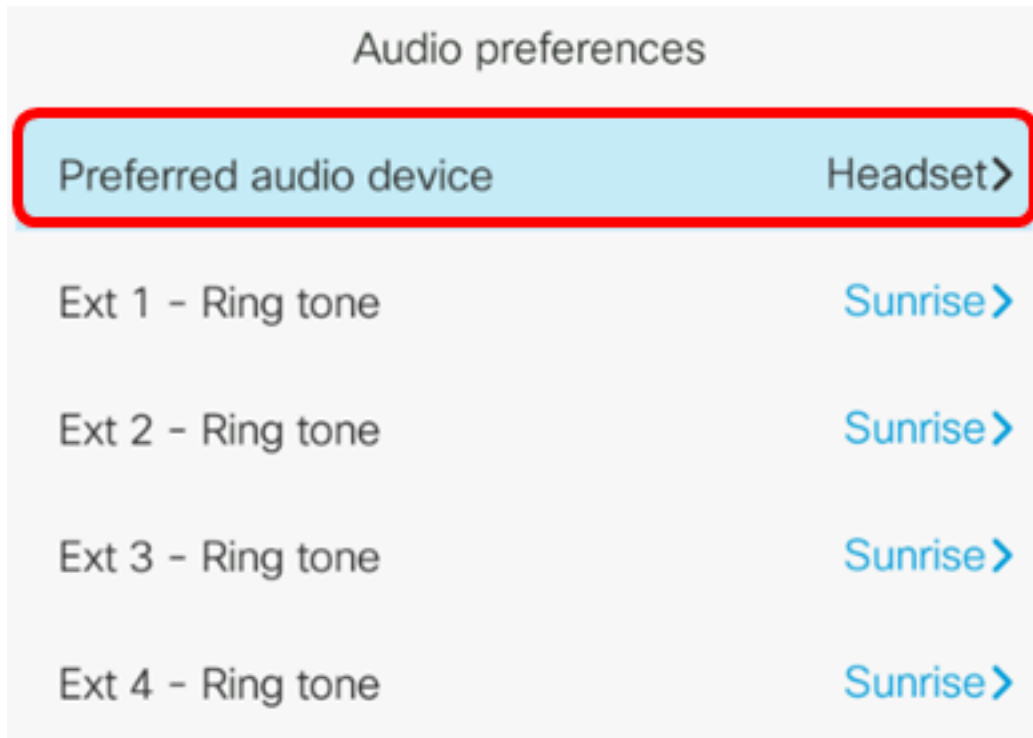 Audio preferences
Preferred audio device Headset
Ext 1 - Ring tone Sunrise
Ext 2 - Ring tone Sunrise
Ext 3 - Ring tone Sunrise
Ext 4 - Ring tone Sunrise